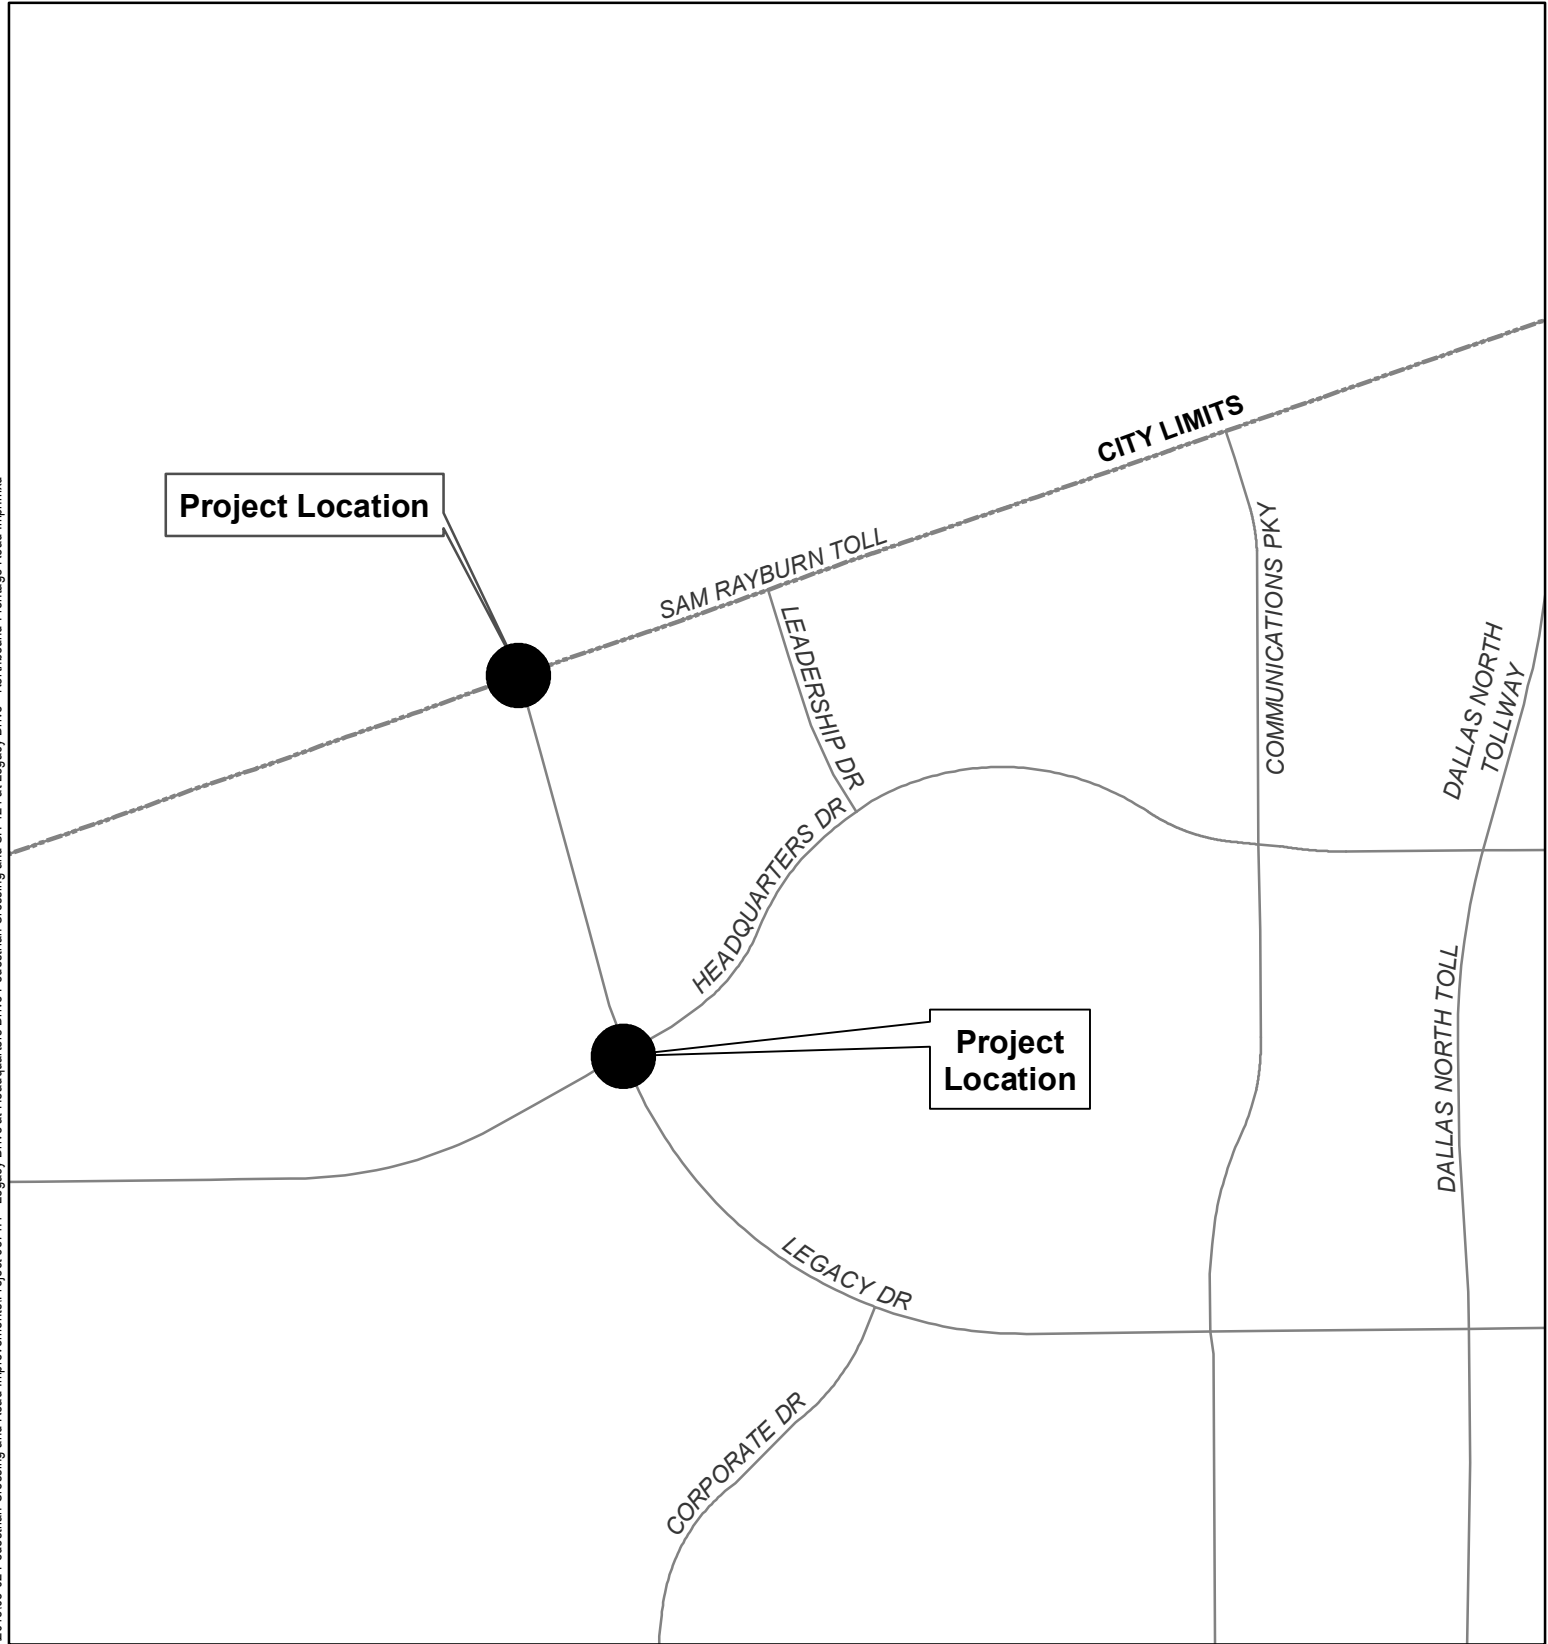 CITY LIMITS
Project Location
SAM RAYBURN TOLL
COMMUNICATIONS PKY
LEADERSHIP DR
DALLAS NORTH
TOLLWAY
HEADQUARTERS DR
DALLAS NORTH TOLL
Project
Location
LEGACY DR
CORPORATE DR